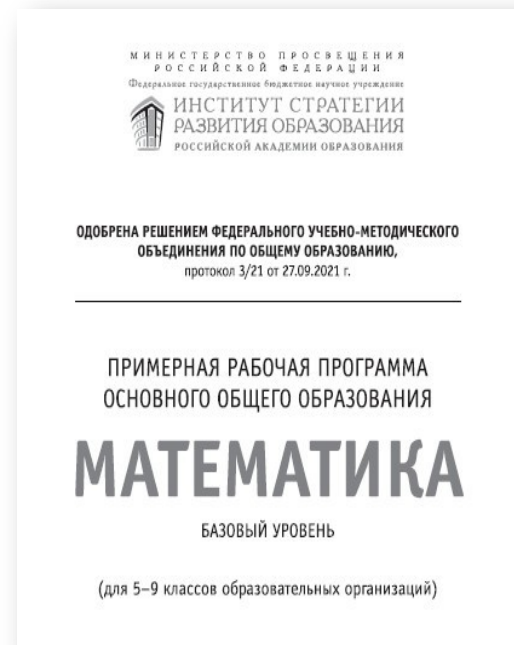 МИНИСТЕРСТВО ПРОСВЕЩЕНИЯ
РОССИЙСКОЙ ФЕДЕРАЦИИ
Федеральное государственное бюджетное научное учреждение
ИНСТИТУТ СТРАТЕГИИ
РАЗВИТИЯ ОБРАЗОВАНИЯ
РОССИЙСКОЙ АКАДЕМИИ ОБРАЗОВАНИЯ
ОДОБРЕНА РЕШЕНИЕМ ФЕДЕРАЛЬНОГО УЧЕБНО-МЕТОДИЧЕСКОГО
ОБЪЕДИНЕНИЯ ПО ОБЩЕМУ ОБРАЗОВАНИЮ,
протокол 3/21 от 27.09.2021 г.
ПРИМЕРНАЯ РАБОЧАЯ ПРОГРАММА
ОСНОВНОГО ОБЩЕГО ОБРАЗОВАНИЯ
МАТЕМАТИКА
БАЗОВЫЙ УРОВЕНЬ
(для 5–9 классов образовательных организаций)